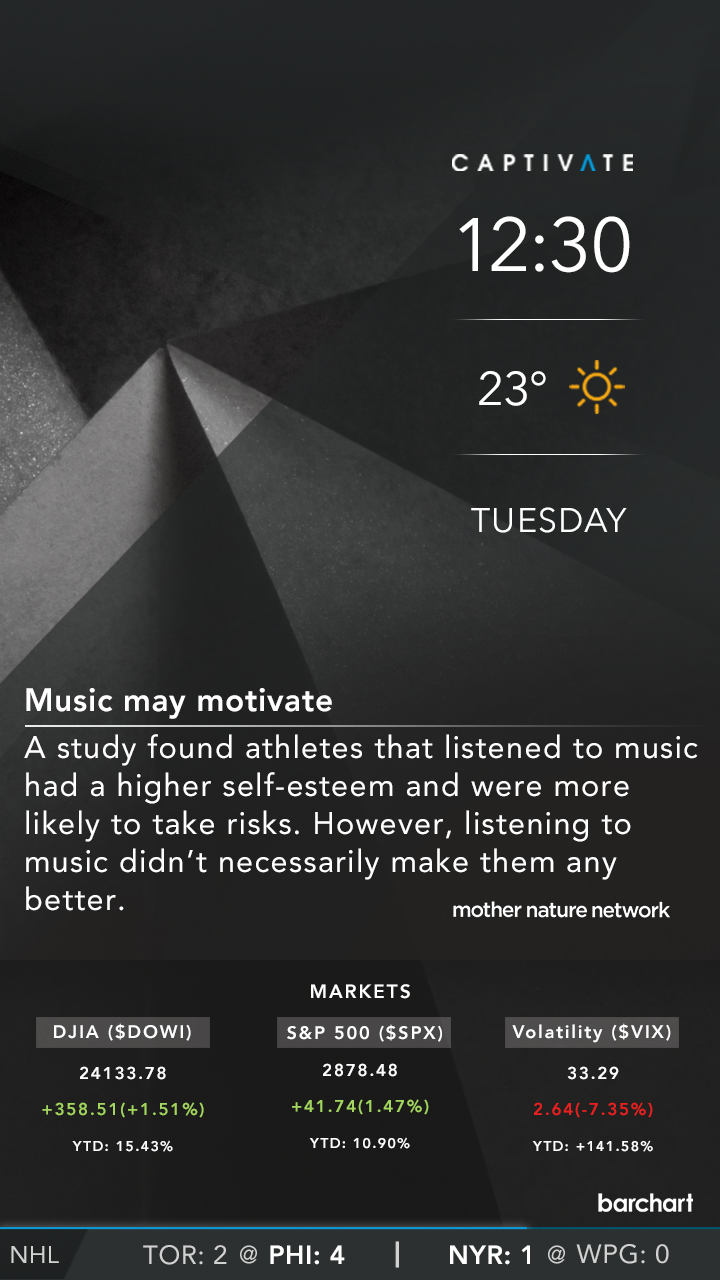 CAPTIVATE
12:30
23°
TUESDAY
Music may motivate
A study found athletes that listened to music
had a higher self-esteem and were more
likely to take risks. However, listening to
music didn't necessarily make them any
better.
mother nature network
MARKETS
DJIA ($DOWI) S&P 500 ($SPX) Volatility ($VIX)
24133.78 2878.48 33.29
+358.51(+1.51%) +41.74(1.47%) 2.64(-7.35%)
YTD: 15.43% YTD: 10.90% YTD: +141.58%
barchart
NHL TOR: 2 @ PHI: 4 | NYR: 1 @ WPG: 0